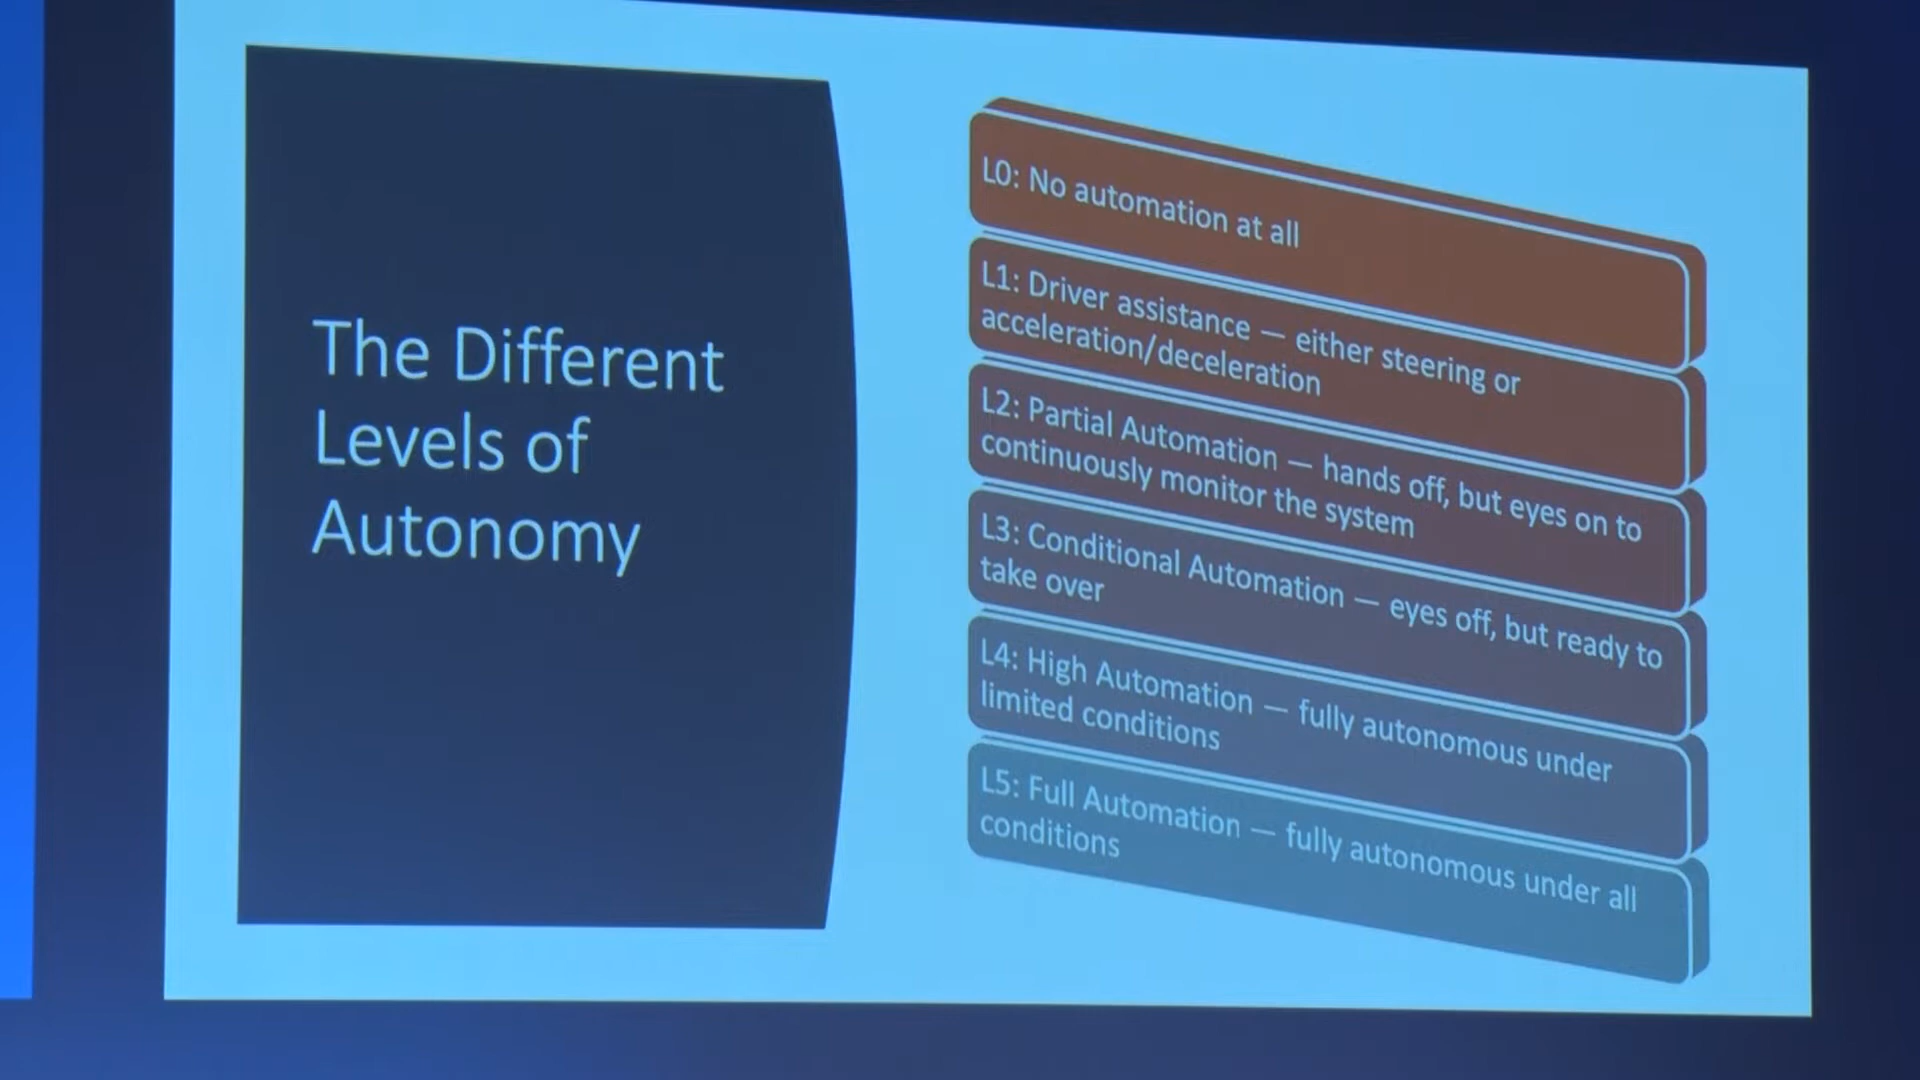 The Different
Levels of
Autonomy
L0: No automation at all
L1: Driver assistance — either steering or
acceleration/deceleration
L2: Partial Automation — hands off, but eyes on to
continuously monitor the system
L3: Conditional Automation — eyes off, but ready to
take over
L4: High Automation — fully autonomous under
limited conditions
L5: Full Automation — fully autonomous under all
conditions